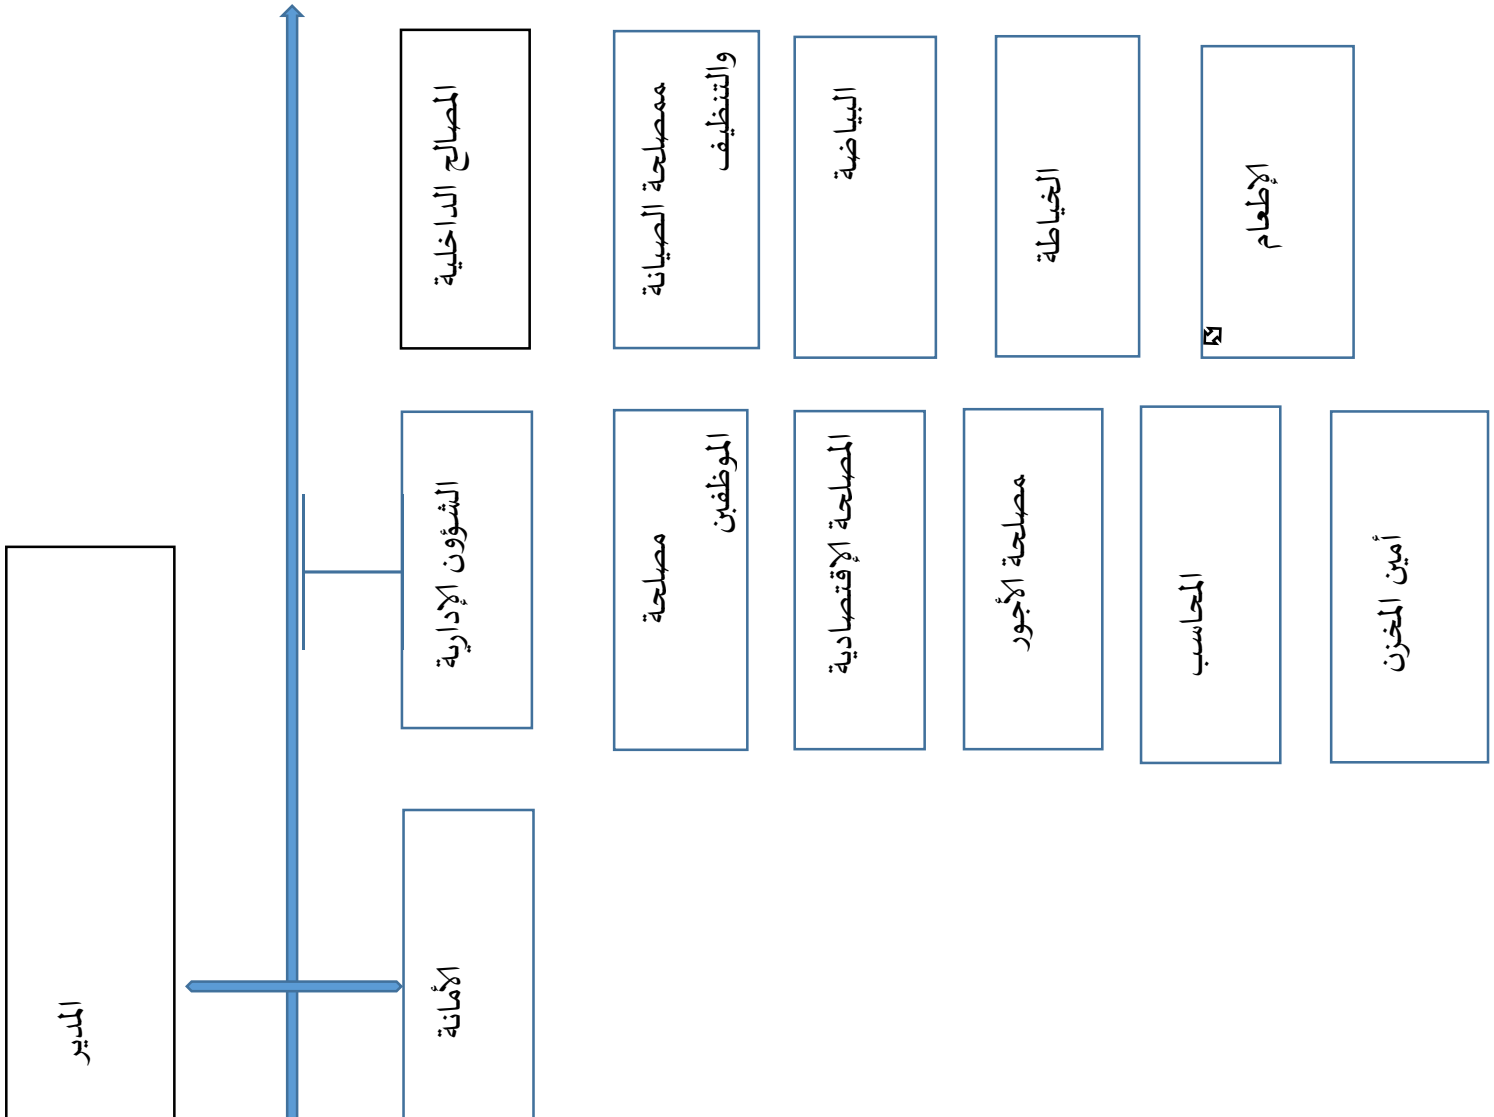 المدير
الأمانة
الشؤون الإدارية
المصالح الداخلية
مصلحة
الموظفين
المصلحة الإقتصادية
مصلحة الأجور
المحاسب
أمين المخزن
ممصلحة الصيانة
والتنظيف
البياضة
الخياطة
الإطعام